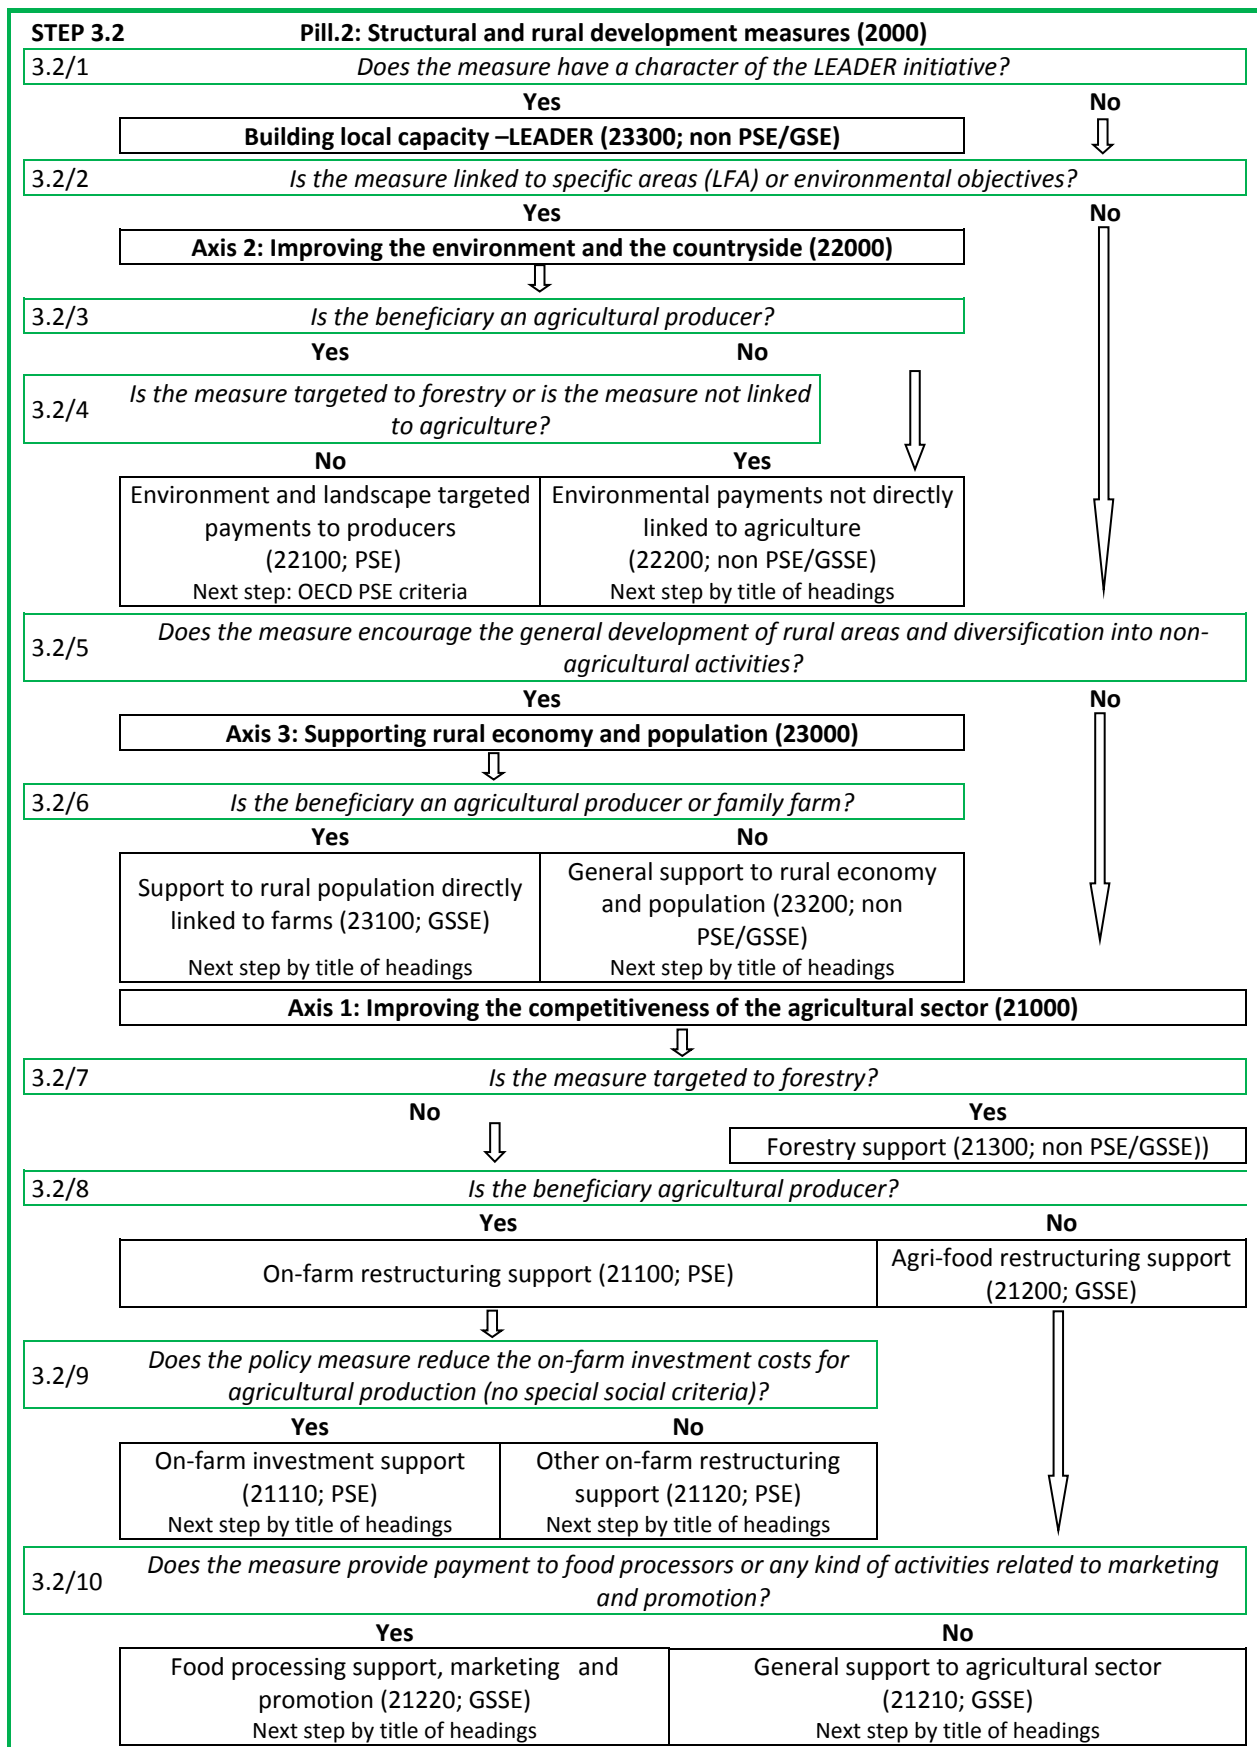 STEP 3.2 Pill.2: Structural and rural development measures (2000)
3.2/1 Does the measure have a character of the LEADER initiative?
Yes No
Building local capacity –LEADER (23300; non PSE/GSE)
3.2/2 Is the measure linked to specific areas (LFA) or environmental objectives?
Yes No
Axis 2: Improving the environment and the countryside (22000)
3.2/3 Is the beneficiary an agricultural producer?
Yes No
3.2/4 Is the measure targeted to forestry or is the measure not linked
to agriculture?
No Yes
Environment and landscape targeted
payments to producers
(22100; PSE)
Next step: OECD PSE criteria
Environmental payments not directly
linked to agriculture
(22200; non PSE/GSSE)
Next step by title of headings
3.2/5 Does the measure encourage the general development of rural areas and diversification into non-
agricultural activities?
Yes No
Axis 3: Supporting rural economy and population (23000)
3.2/6 Is the beneficiary an agricultural producer or family farm?
Yes No
Support to rural population directly
linked to farms (23100; GSSE)
Next step by title of headings
General support to rural economy
and population (23200; non
PSE/GSSE)
Next step by title of headings
Axis 1: Improving the competitiveness of the agricultural sector (21000)
3.2/7 Is the measure targeted to forestry?
No Yes
Forestry support (21300; non PSE/GSSE))
3.2/8 Is the beneficiary agricultural producer?
Yes No
On-farm restructuring support (21100; PSE)
Agri-food restructuring support
(21200; GSSE)
3.2/9 Does the policy measure reduce the on-farm investment costs for
agricultural production (no special social criteria)?
Yes No
On-farm investment support
(21110; PSE)
Next step by title of headings
Other on-farm restructuring
support (21120; PSE)
Next step by title of headings
3.2/10 Does the measure provide payment to food processors or any kind of activities related to marketing
and promotion?
Yes No
Food processing support, marketing and
promotion (21220; GSSE)
Next step by title of headings
General support to agricultural sector
(21210; GSSE)
Next step by title of headings